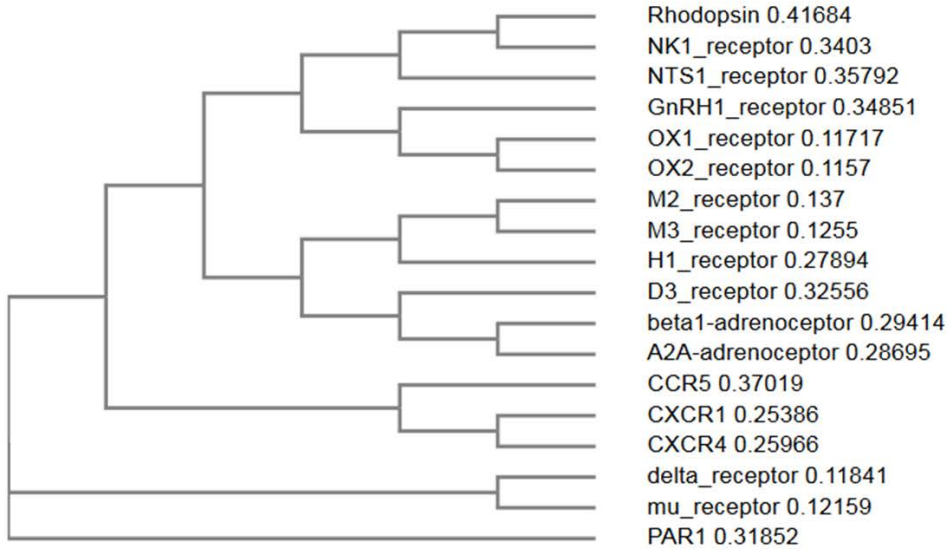 Rhodopsin 0.41684
NK1_receptor 0.3403
NTS1_receptor 0.35792
GnRH1_receptor 0.34851
OX1_receptor 0.11717
OX2_receptor 0.1157
M2_receptor 0.137
M3_receptor 0.1255
H1_receptor 0.27894
D3_receptor 0.32556
beta1-adrenoceptor 0.29414
A2A-adrenoceptor 0.28695
CCR5 0.37019
CXCR1 0.25386
CXCR4 0.25966
delta_receptor 0.11841
mu_receptor 0.12159
PAR1 0.31852